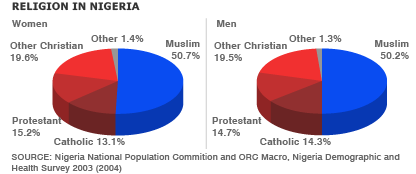 RELIGION IN NIGERIA
Women
Other 1.4%
Muslim
50.7%
Other Christian
19.6%
Protestant
15.2%
Catholic 13.1%
Men
Other 1.3%
Muslim
50.2%
Other Christian
19.5%
Protestant
14.7%
Catholic 14.3%
SOURCE: Nigeria National Population Commition and ORC Macro, Nigeria Demographic and
Health Survey 2003 (2004)